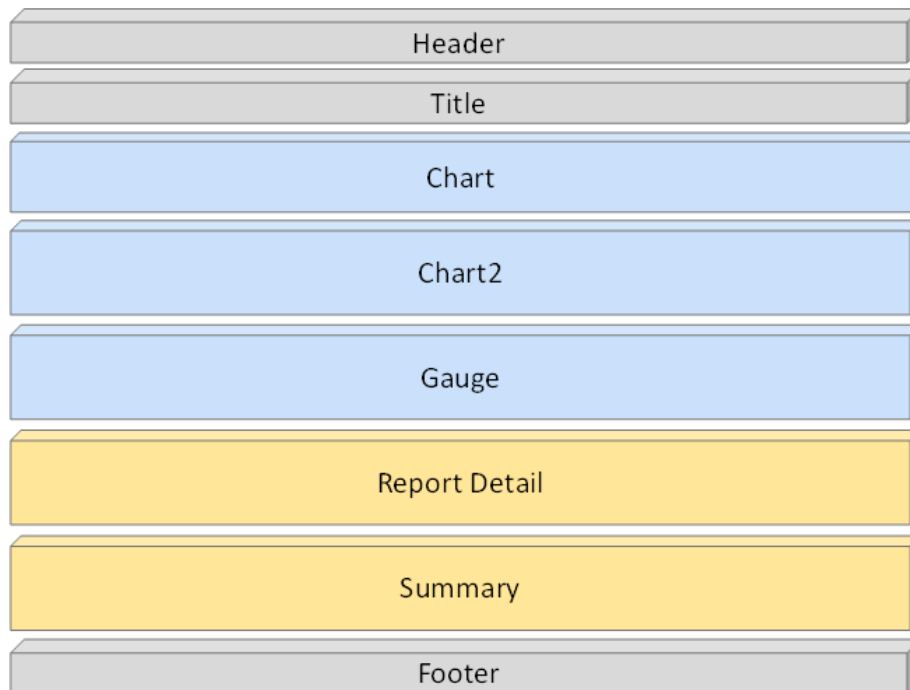 Header
Title
Chart
Chart2
Gauge
Report Detail
Summary
Footer